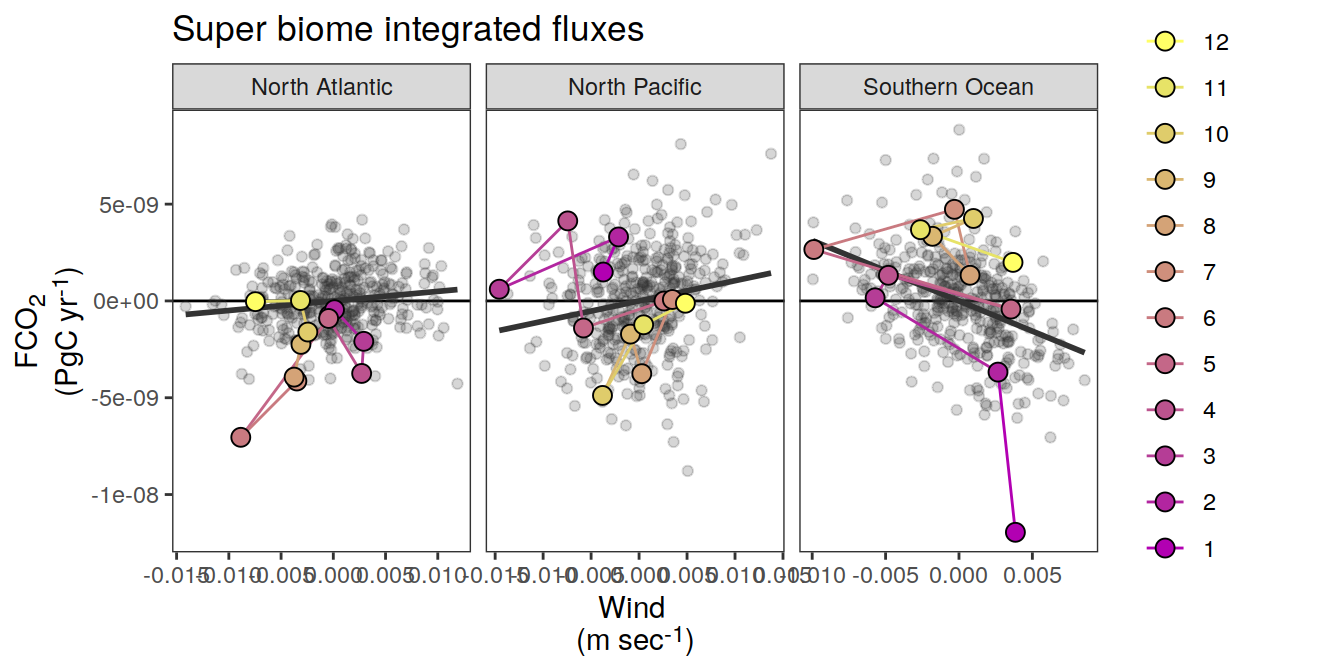 Super biome integrated fluxes
North Atlantic
North Pacific
Southern Ocean
FCO2
(PgC yr-1)
5e-09
0e+00
-5e-09
-1e-08
-0.015 -0.010 -0.005 0.000 0.005 0.010
-0.015 -0.010 -0.005 0.000 0.005 0.010 0.015
-0.010 -0.005 0.000 0.005
Wind
(m sec-1)
12
11
10
9
8
7
6
5
4
3
2
1